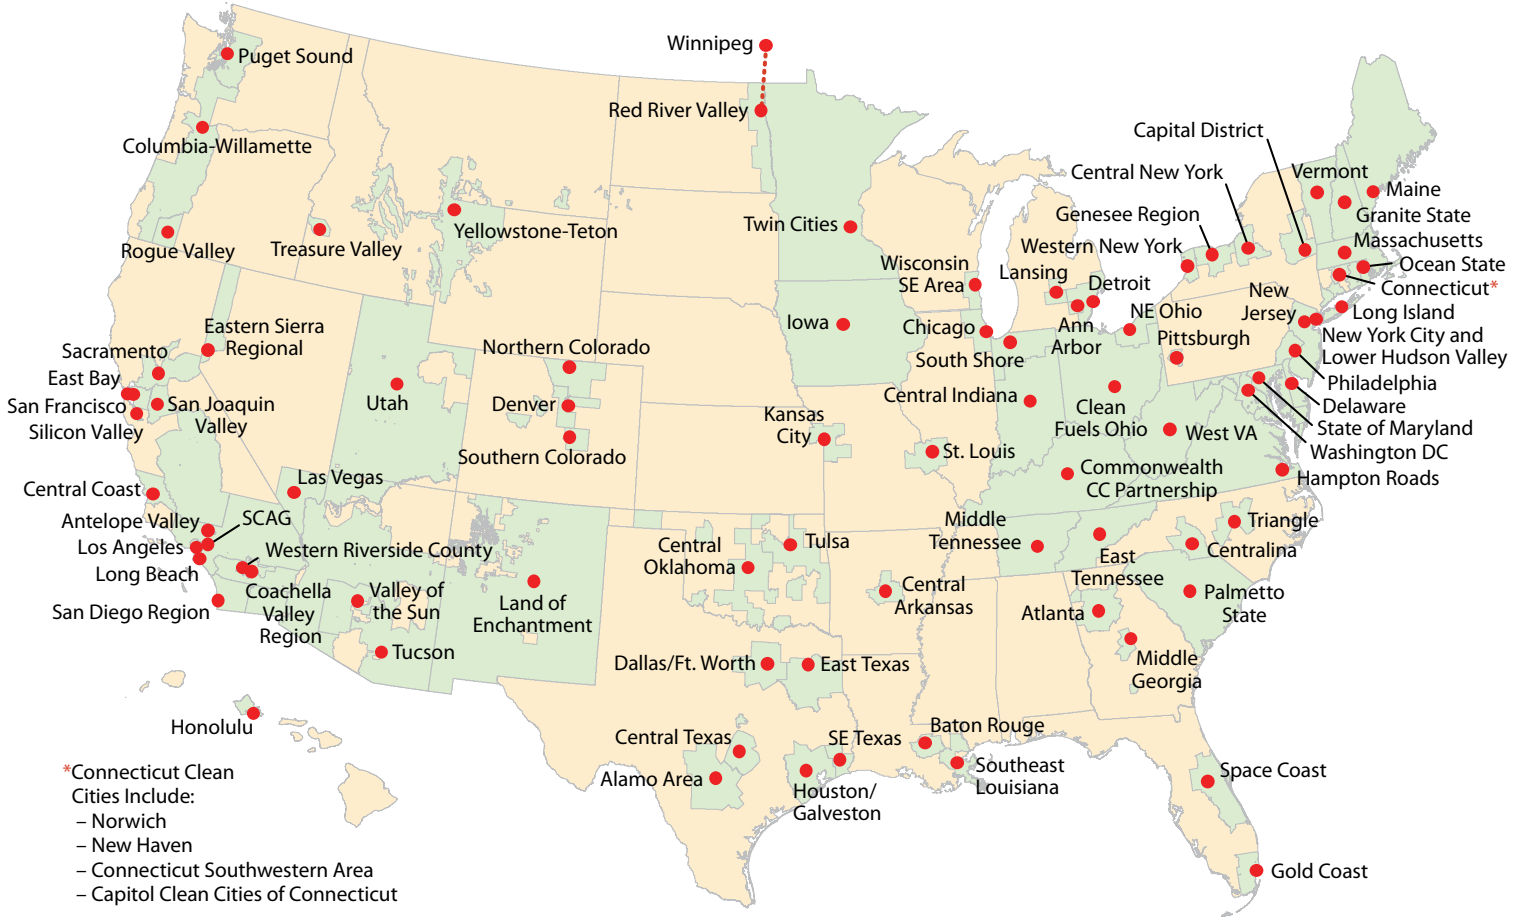 Winnipeg
Puget Sound
Red River Valley
Columbia-Willamette
Capital District
Central New York
Vermont
Maine
Genesee Region
Granite State
Rogue Valley
Treasure Valley
Yellowstone-Teton
Twin Cities
Western New York
Massachusetts
Wisconsin
SE Area
Lansing
Detroit
Ocean State
Connecticut*
New
Jersey
Long Island
Eastern Sierra
Regional
Iowa
Chicago
Ann
Arbor
NE Ohio
Pittsburgh
New York City and
Lower Hudson Valley
Sacramento
Northern Colorado
South Shore
East Bay
Philadelphia
San Francisco
San Joaquin
Valley
Utah
Denver
Central Indiana
Clean
Fuels Ohio
Delaware
Silicon Valley
Kansas
City
West VA
State of Maryland
Southern Colorado
St. Louis
Washington DC
Las Vegas
Commonwealth
CC Partnership
Hampton Roads
Central Coast
Antelope Valley
SCAG
Middle
Tennessee
Triangle
Los Angeles
Western Riverside County
Central
Oklahoma
Tulsa
East
Tennessee
Centralina
Long Beach
Coachella
Valley
Region
Valley of
the Sun
Land of
Enchantment
Central
Arkansas
Atlanta
Palmetto
State
San Diego Region
Tucson
Dallas/Ft. Worth
East Texas
Middle
Georgia
Honolulu
Central Texas
SE Texas
Baton Rouge
Alamo Area
Houston/
Galveston
Southeast
Louisiana
Space Coast
Gold Coast
*Connecticut Clean
Cities Include:
– Norwich
– New Haven
– Connecticut Southwestern Area
– Capitol Clean Cities of Connecticut